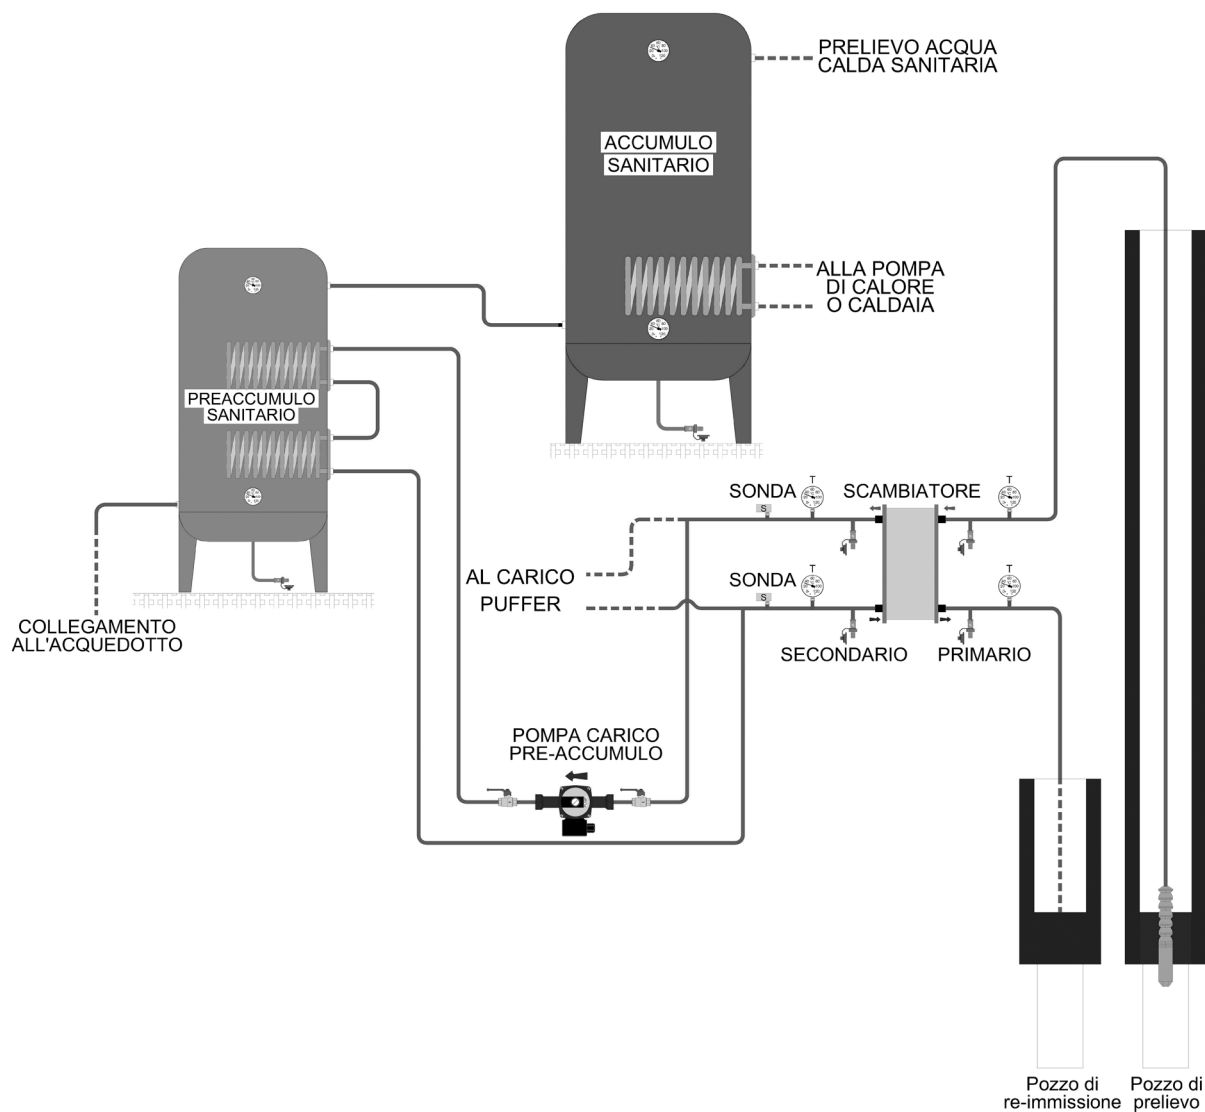 PRELIEVO ACQUA
CALDA SANITARIA
ACCUMULO
SANITARIO
ALLA POMPA
DI CALORE
O CALDAIA
PREACCUMULO
SANITARIO
COLLEGAMENTO
ALL'ACQUEDOTTO
SONDA
T
SCAMBIATORE
T
S
AL CARICO
PUFFER
SONDA
T
T
S
SECONDARIO
PRIMARIO
POMPA CARICO
PRE-ACCUMULO
Pozzo di
re-immissione
Pozzo di
prelievo